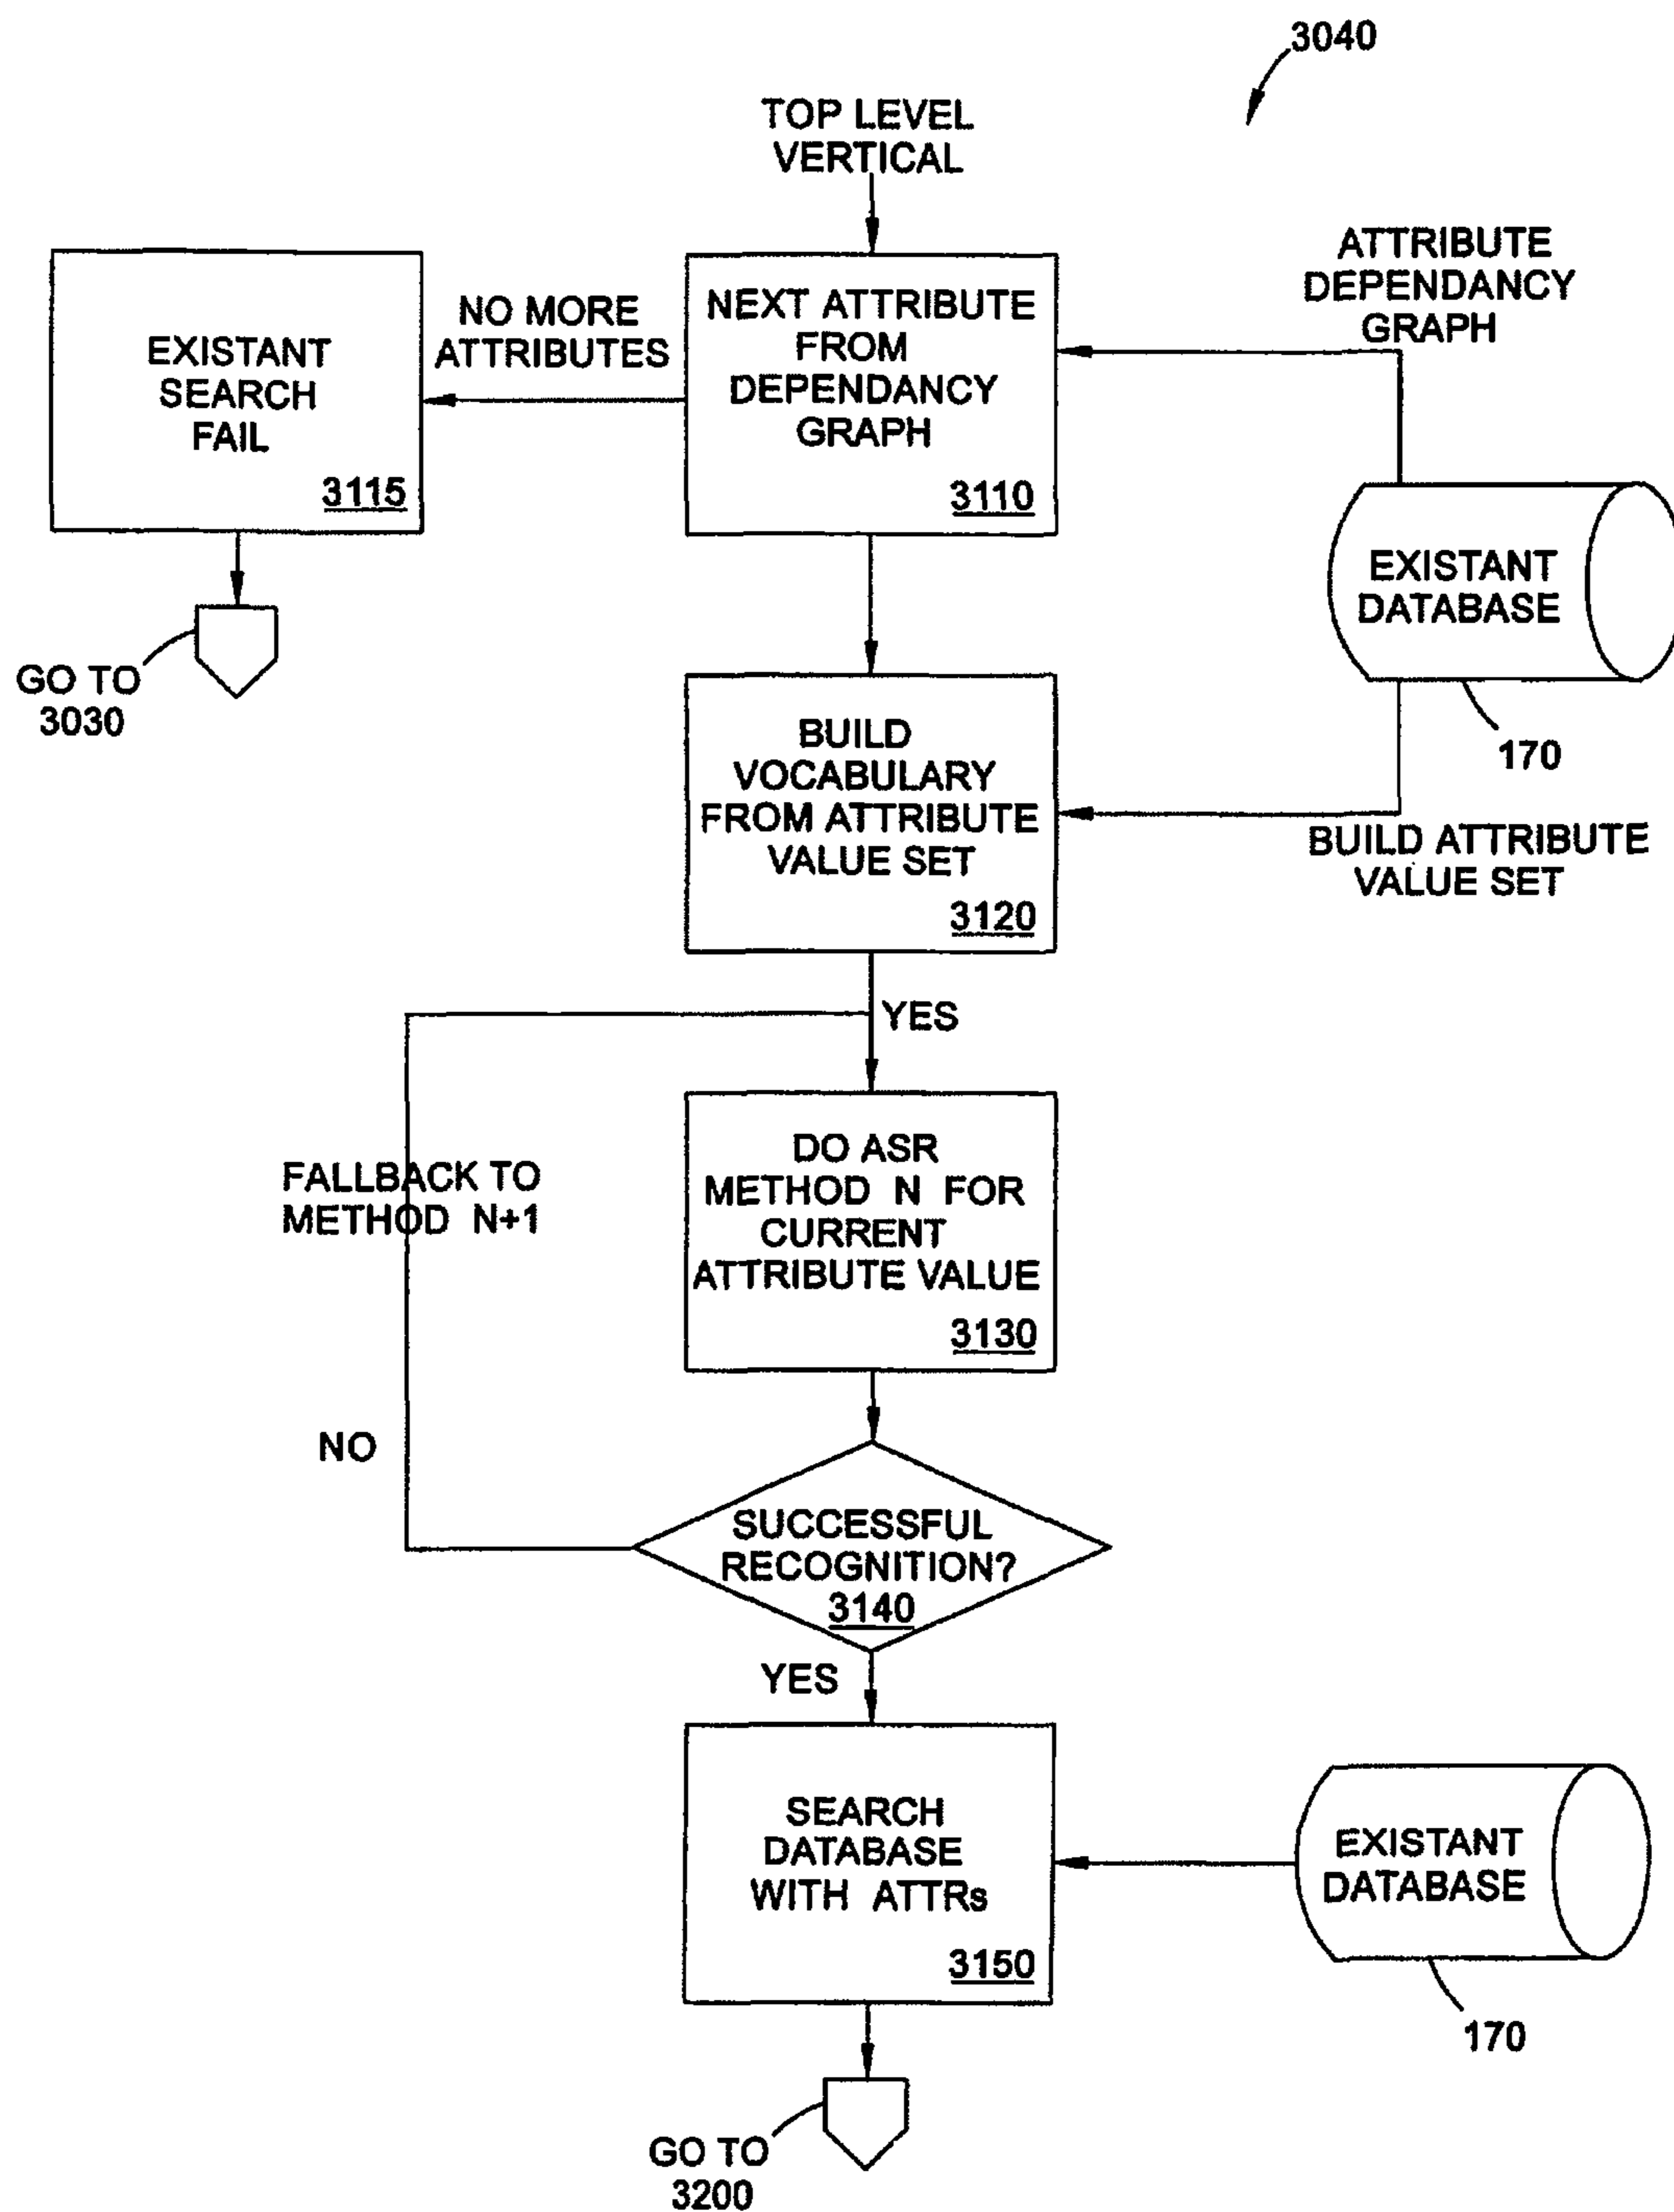 3040
TOP LEVEL
VERTICAL
ATTRIBUTE
DEPENDANCY
GRAPH
NO MORE
ATTRIBUTES
EXISTANT
SEARCH
FAIL
3115
NEXT ATTRIBUTE
FROM
DEPENDANCY
GRAPH
3110
EXISTANT
DATABASE
170
GO TO
3030
BUILD
VOCABULARY
FROM ATTRIBUTE
VALUE SET
3120
BUILD ATTRIBUTE
VALUE SET
YES
FALLBACK TO
METHOD N+1
DO ASR
METHOD N FOR
CURRENT
ATTRIBUTE VALUE
3130
NO
SUCCESSFUL
RECOGNITION?
3140
YES
SEARCH
DATABASE
WITH ATTRs
3150
EXISTANT
DATABASE
170
GO TO
3200